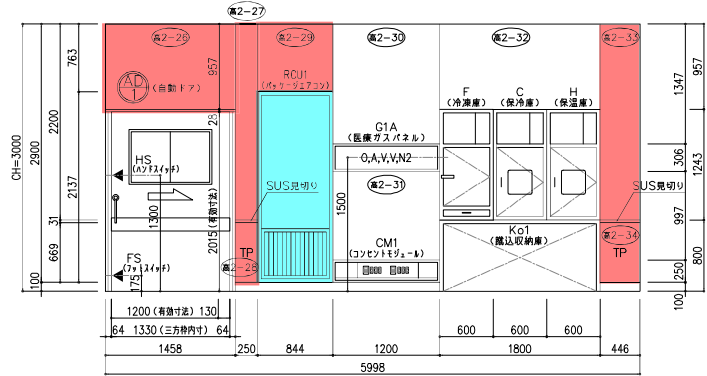 高2-27
高2-26
高2-29
高2-30
高2-32
高2-33
AD
1
(自動ドア)
957
RCU1
(パッケージエアコン)
F
(冷凍庫)
C
(保冷庫)
H
(保温庫)
28
G1A
(医療ガスパネル)
O,A,V,V,N2
HS
(ハンドスイッチ)
高2-31
SUS見切り
SUS見切り
1300
2015(有効寸法)
1500
Ko1
(蹴込収納庫)
高2-34
TP
TP
高2-28
CM1
(コンセントモジュール)
FS
(フットスイッチ)
175
CH=3000
2900
100
763
2200
2137
31
669
1347
957
306
1243
997
250
800
100
1200(有効寸法)
130
64
1330(三方枠内寸)
64
600
600
600
1458
250
844
1200
1800
446
5998